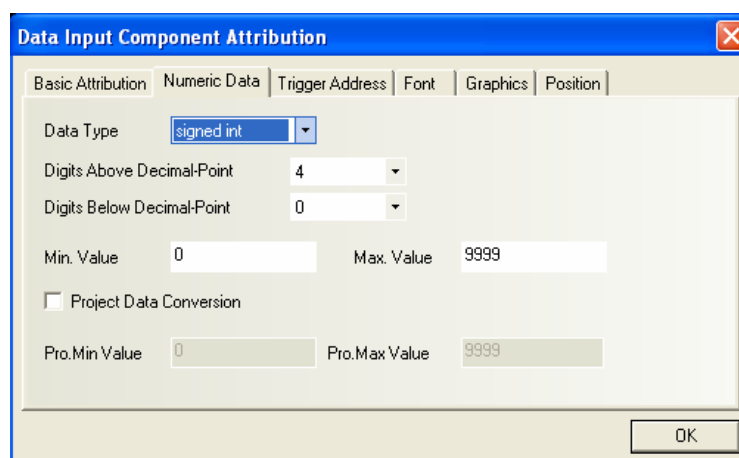 Data Input Component Attribution
Basic Attribution Numeric Data Trigger Address Font Graphics Position
Data Type signed int
Digits Above Decimal-Point 4
Digits Below Decimal-Point 0
Min. Value 0 Max. Value 9999
Project Data Conversion
Pro.Min Value 0 Pro.Max Value 9999
OK